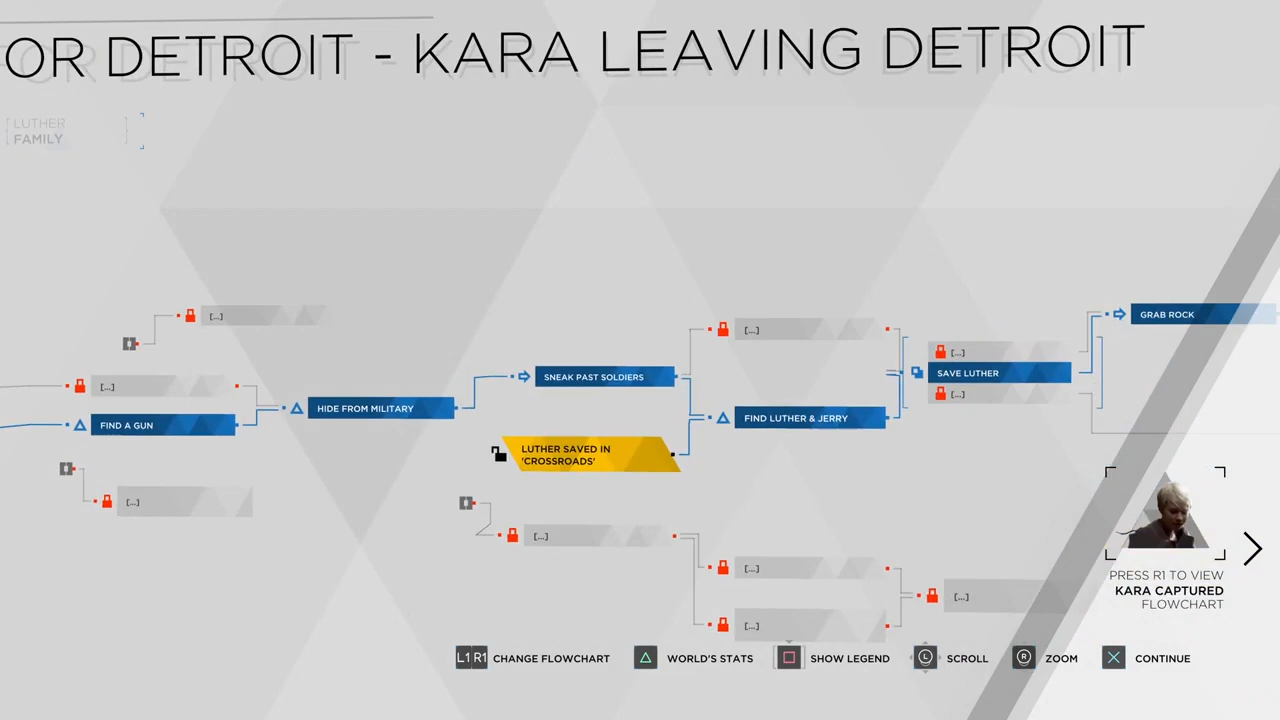 OR DETROIT - KARA LEAVING DETROIT
LUTHER
FAMILY
[...]
[...]
FIND A GUN
[...]
HIDE FROM MILITARY
SNEAK PAST SOLDIERS
LUTHER SAVED IN
'CROSSROADS'
[...]
[...]
FIND LUTHER & JERRY
[...]
[...]
[...]
SAVE LUTHER
[...]
[...]
GRAB ROCK
PRESS R1 TO VIEW
KARA CAPTURED
FLOWCHART
L1 R1 CHANGE FLOWCHART
WORLD'S STATS
SHOW LEGEND
L SCROLL
R ZOOM
CONTINUE